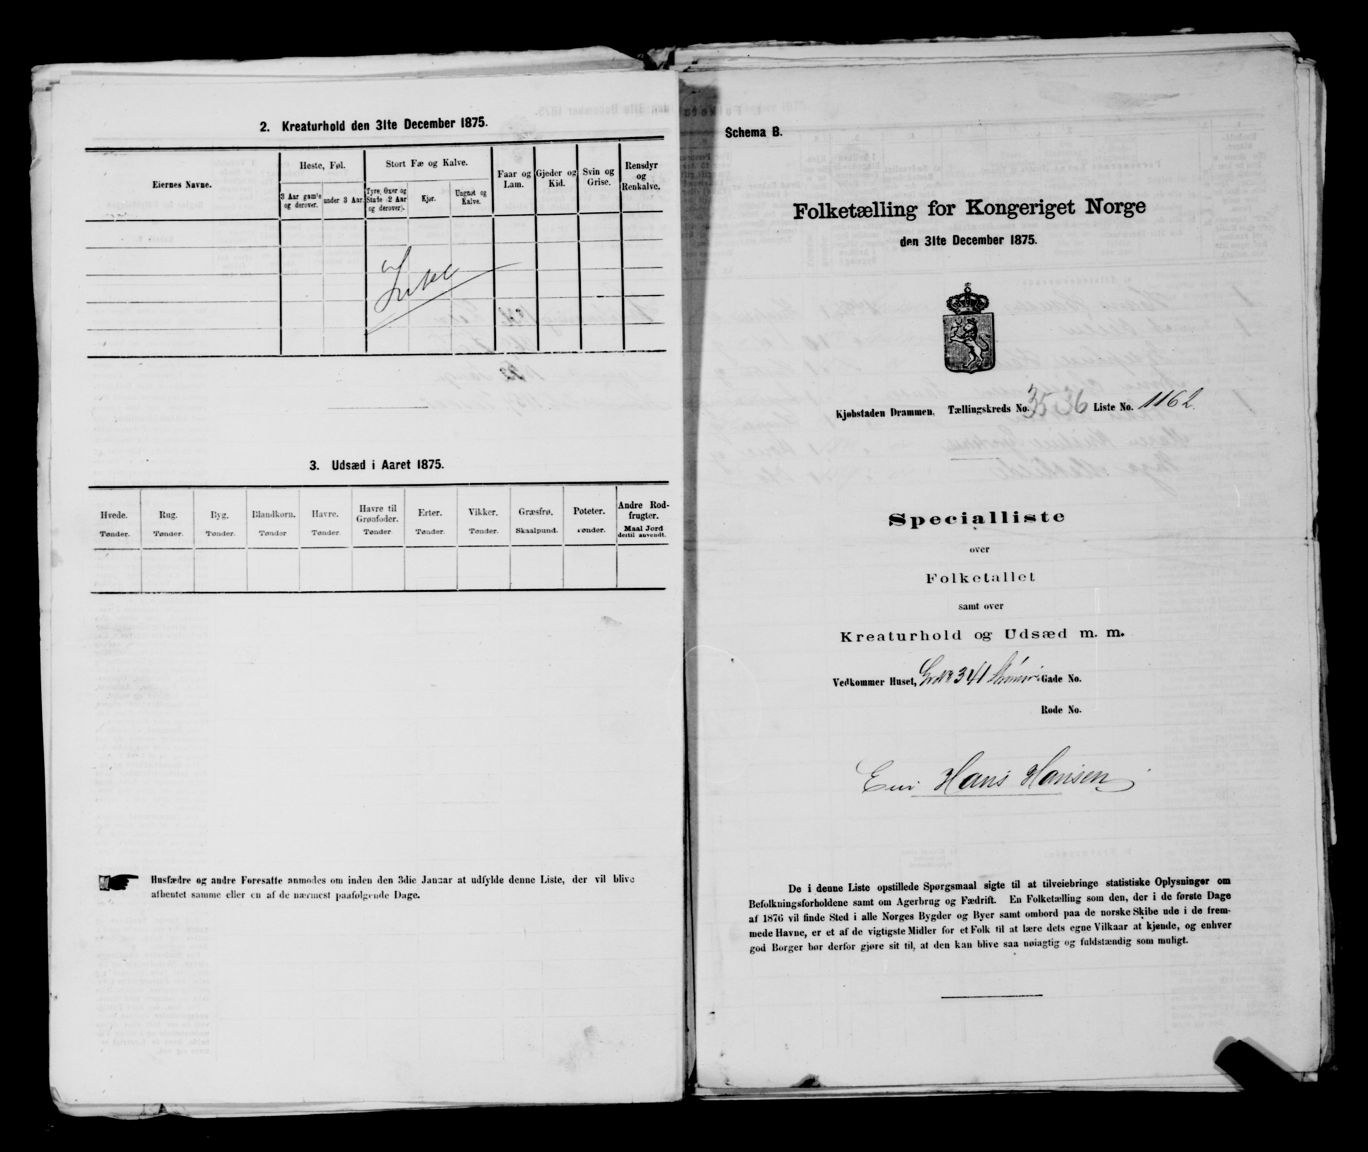 2. Kreaturhold den 31te December 1875.
Eiernes Navne.
Heste, Føl.
3 Aar gamle og derover.
under 3 Aar.
Stort Fæ og Kalve.
Tyre, Oxer og Stute (2 Aar og derover).
Kjør.
Ungnøt og Kalve.
Faar og Lam.
Gjeder og Kid.
Svin og Grise.
Rensdyr og Renkalve.
3. Udsæd i Aaret 1875.
Hvede. Rug. Byg. Blandkorn. Havre. Havre til Grønfoder. Erter. Vikker. Græsfrø. Poteter. Andre Rodfrugter.
Tønder. Tønder. Tønder. Tønder Tønder. Tønder. Tønder. Tønder. Skaalpund. Tønder. Maal Jord dertil anvendt.
Husfædre og andre Foresatte anmodes om inden den 3die Januar at udfylde denne Liste, der vil blive
afhentet samme eller en af de nærmest paafølgende Dage.
Schema B.
Folketælling for Kongeriget Norge
den 31te December 1875.
Kjøbstaden Drammen. Tællingskreds No. 35 36 Liste No. 1162.
Specialliste
over
Folketallet
samt over
Kreaturhold og Udsæd m. m.
Vedkommer Huset, 341 Gade No.
Rode No.
Hans Hansen
De i denne Liste opstillede Spørgsmaal sigte til at tilveiebringe statistiske Oplysninger om
Befolkningsforholdene samt om Agerbrug og Fædrift. En Folketælling som den, der i de første Dage
af 1876 vil finde Sted i alle Norges Bygder og Byer samt ombord paa de norske Skibe ude i de frem-
mede Havne, er et af de vigtigste Midler for et Folk til at lære dets egne Vilkaar at kjende, og enhver
god Borger bør derfor gjøre sit til, at den kan blive saa nøiagtig og fuldstændig som muligt.